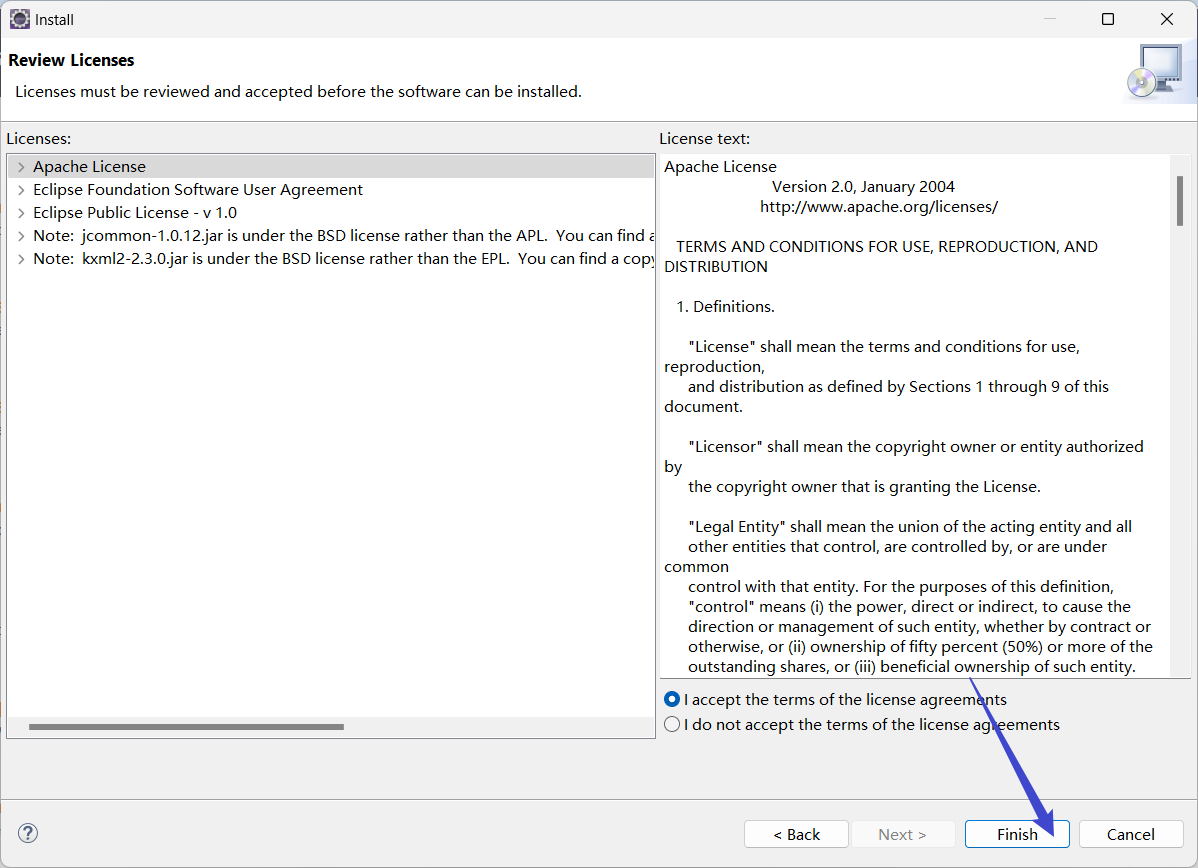 Install
Review Licenses
Licenses must be reviewed and accepted before the software can be installed.
Licenses:
Apache License
Eclipse Foundation Software User Agreement
Eclipse Public License - v 1.0
Note:  jcommon-1.0.12.jar is under the BSD license rather than the APL.  You can find a
Note:  kxml2-2.3.0.jar is under the BSD license rather than the EPL.  You can find a copy
License text:
Apache License
Version 2.0, January 2004
http://www.apache.org/licenses/
TERMS AND CONDITIONS FOR USE, REPRODUCTION, AND
DISTRIBUTION
1. Definitions.
"License" shall mean the terms and conditions for use,
reproduction,
and distribution as defined by Sections 1 through 9 of this
document.
"Licensor" shall mean the copyright owner or entity authorized
by
the copyright owner that is granting the License.
"Legal Entity" shall mean the union of the acting entity and all
other entities that control, are controlled by, or are under
common
control with that entity. For the purposes of this definition,
"control" means (i) the power, direct or indirect, to cause the
direction or management of such entity, whether by contract or
otherwise, or (ii) ownership of fifty percent (50%) or more of the
outstanding shares, or (iii) beneficial ownership of such entity.
I accept the terms of the license agreements
I do not accept the terms of the license agreements
?
< Back
Next >
Finish
Cancel